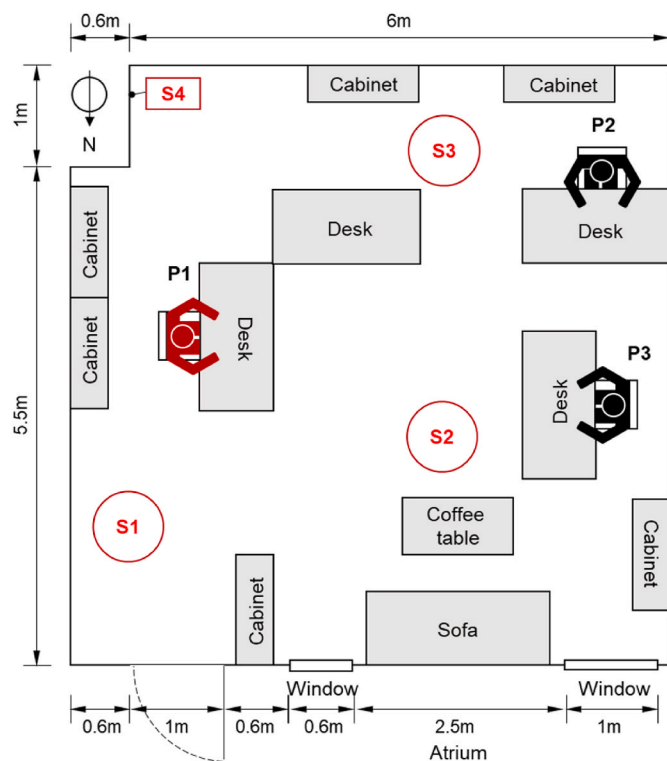 0.6m
6m
1m
N
S4
Cabinet
Cabinet
S3
P2
Desk
Desk
Cabinet
Cabinet
P1
Desk
5.5m
P3
Desk
S2
S1
Coffee
table
Cabinet
Cabinet
Sofa
Window
Window
0.6m
1m
0.6m
0.6m
2.5m
1m
Atrium